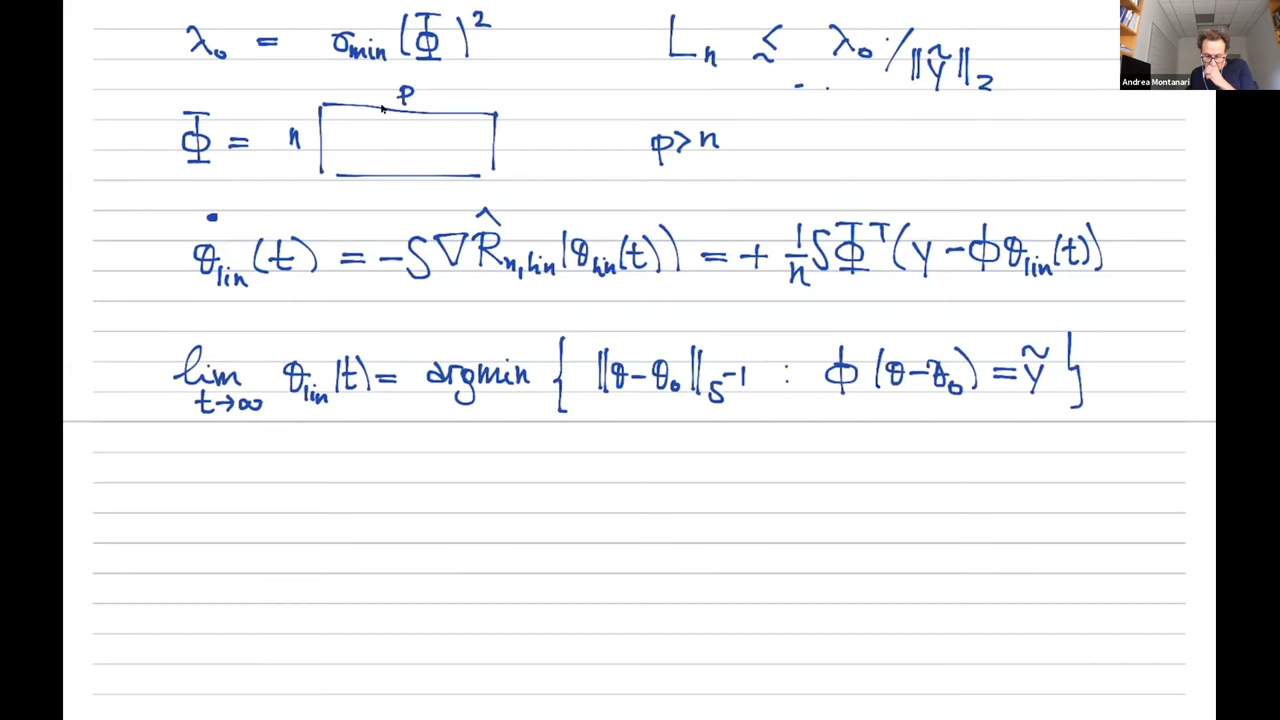 λ₀ = σ_min(Φ)² L_n ≲ λ₀ / ‖ỹ‖₂
p
Φ = n p>n
θ̇_lin(t) = -S∇R̂_{n,lin}(θ_lin(t)) = + 1/n SΦᵀ(y - Φθ_lin(t))
lim_{t→∞} θ_lin(t) = argmin { ‖θ-θ₀‖_{S⁻¹} : Φ(θ-θ₀) = ỹ }
Andrea Montanari